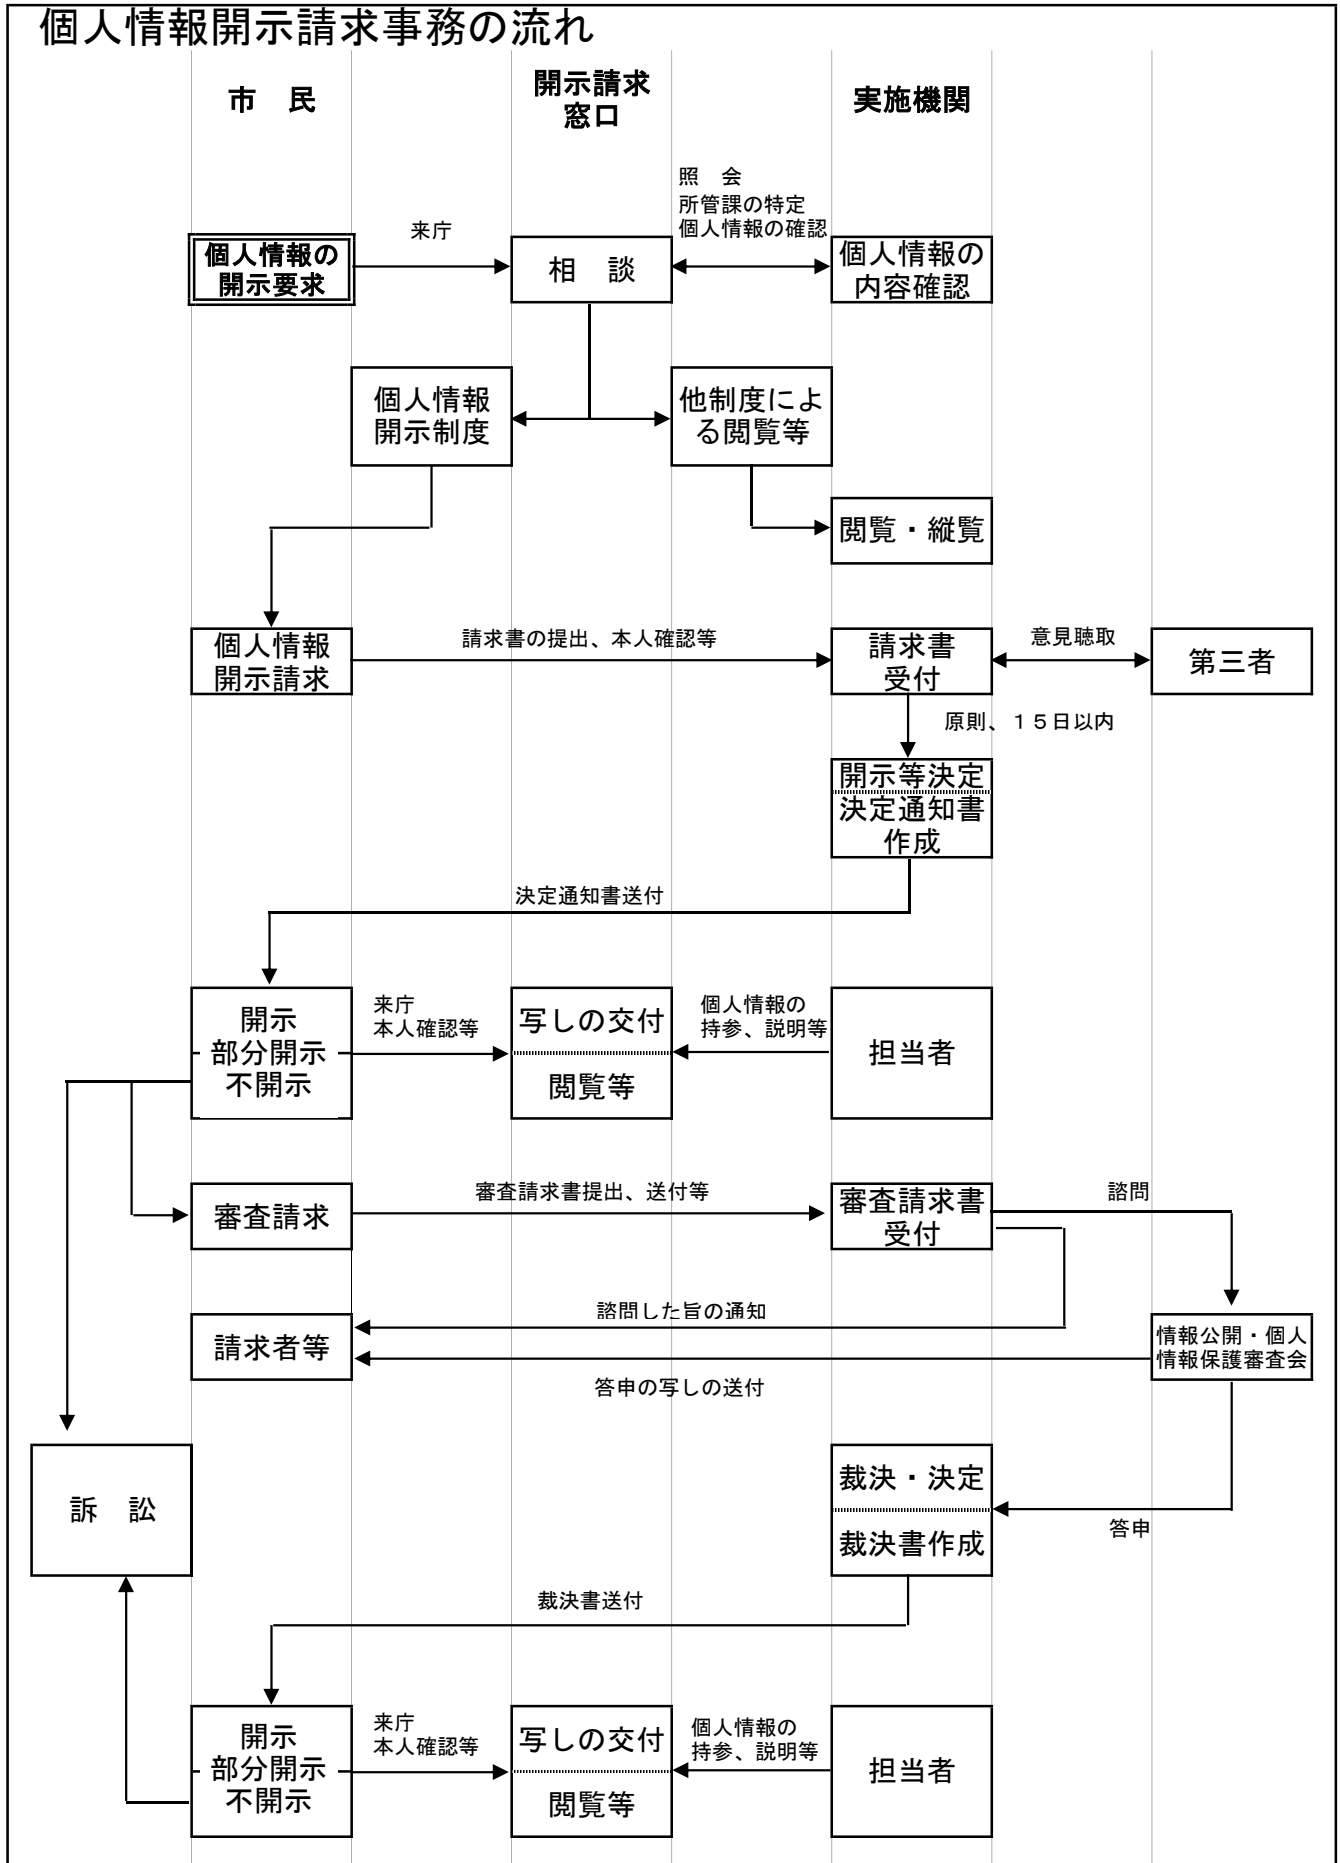 個人情報開示請求事務の流れ
市　民
開示請求
窓口
実施機関
照　会
所管課の特定
個人情報の確認
来庁
個人情報の
開示要求
相　談
個人情報の
内容確認
個人情報
開示制度
他制度によ
る閲覧等
閲覧・縦覧
個人情報
開示請求
請求書の提出、本人確認等
請求書
受付
意見聴取
第三者
原則、１５日以内
開示等決定
決定通知書
作成
決定通知書送付
開示
部分開示
不開示
来庁
本人確認等
写しの交付
閲覧等
個人情報の
持参、説明等
担当者
審査請求
審査請求書提出、送付等
審査請求書
受付
諮問
諮問した旨の通知
請求者等
情報公開・個人
情報保護審査会
答申の写しの送付
訴　訟
裁決・決定
裁決書作成
答申
裁決書送付
開示
部分開示
不開示
来庁
本人確認等
写しの交付
閲覧等
個人情報の
持参、説明等
担当者